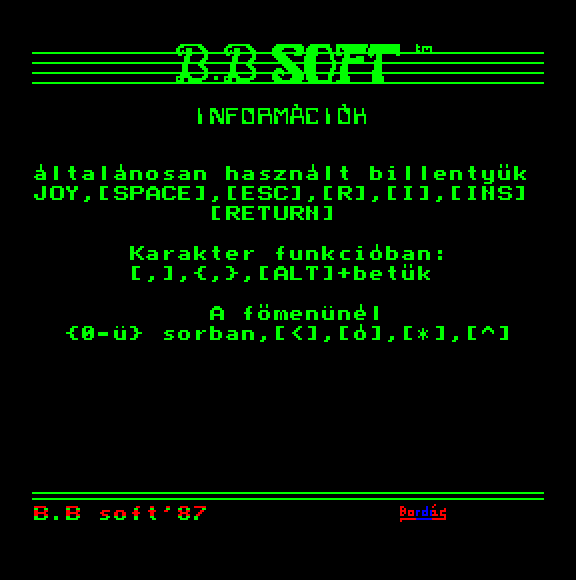 B.B SOFT tm
INFORMÁCIÓK
általánosan használt billentyük
JOY,[SPACE],[ESC],[R],[I],[INS]
[RETURN]
Karakter funkcióban:
[,],{,},[ALT]+betük
A fömenünél
{0-ü} sorban,[<],[ó],[*],[^]
B.B soft'87
Bordás